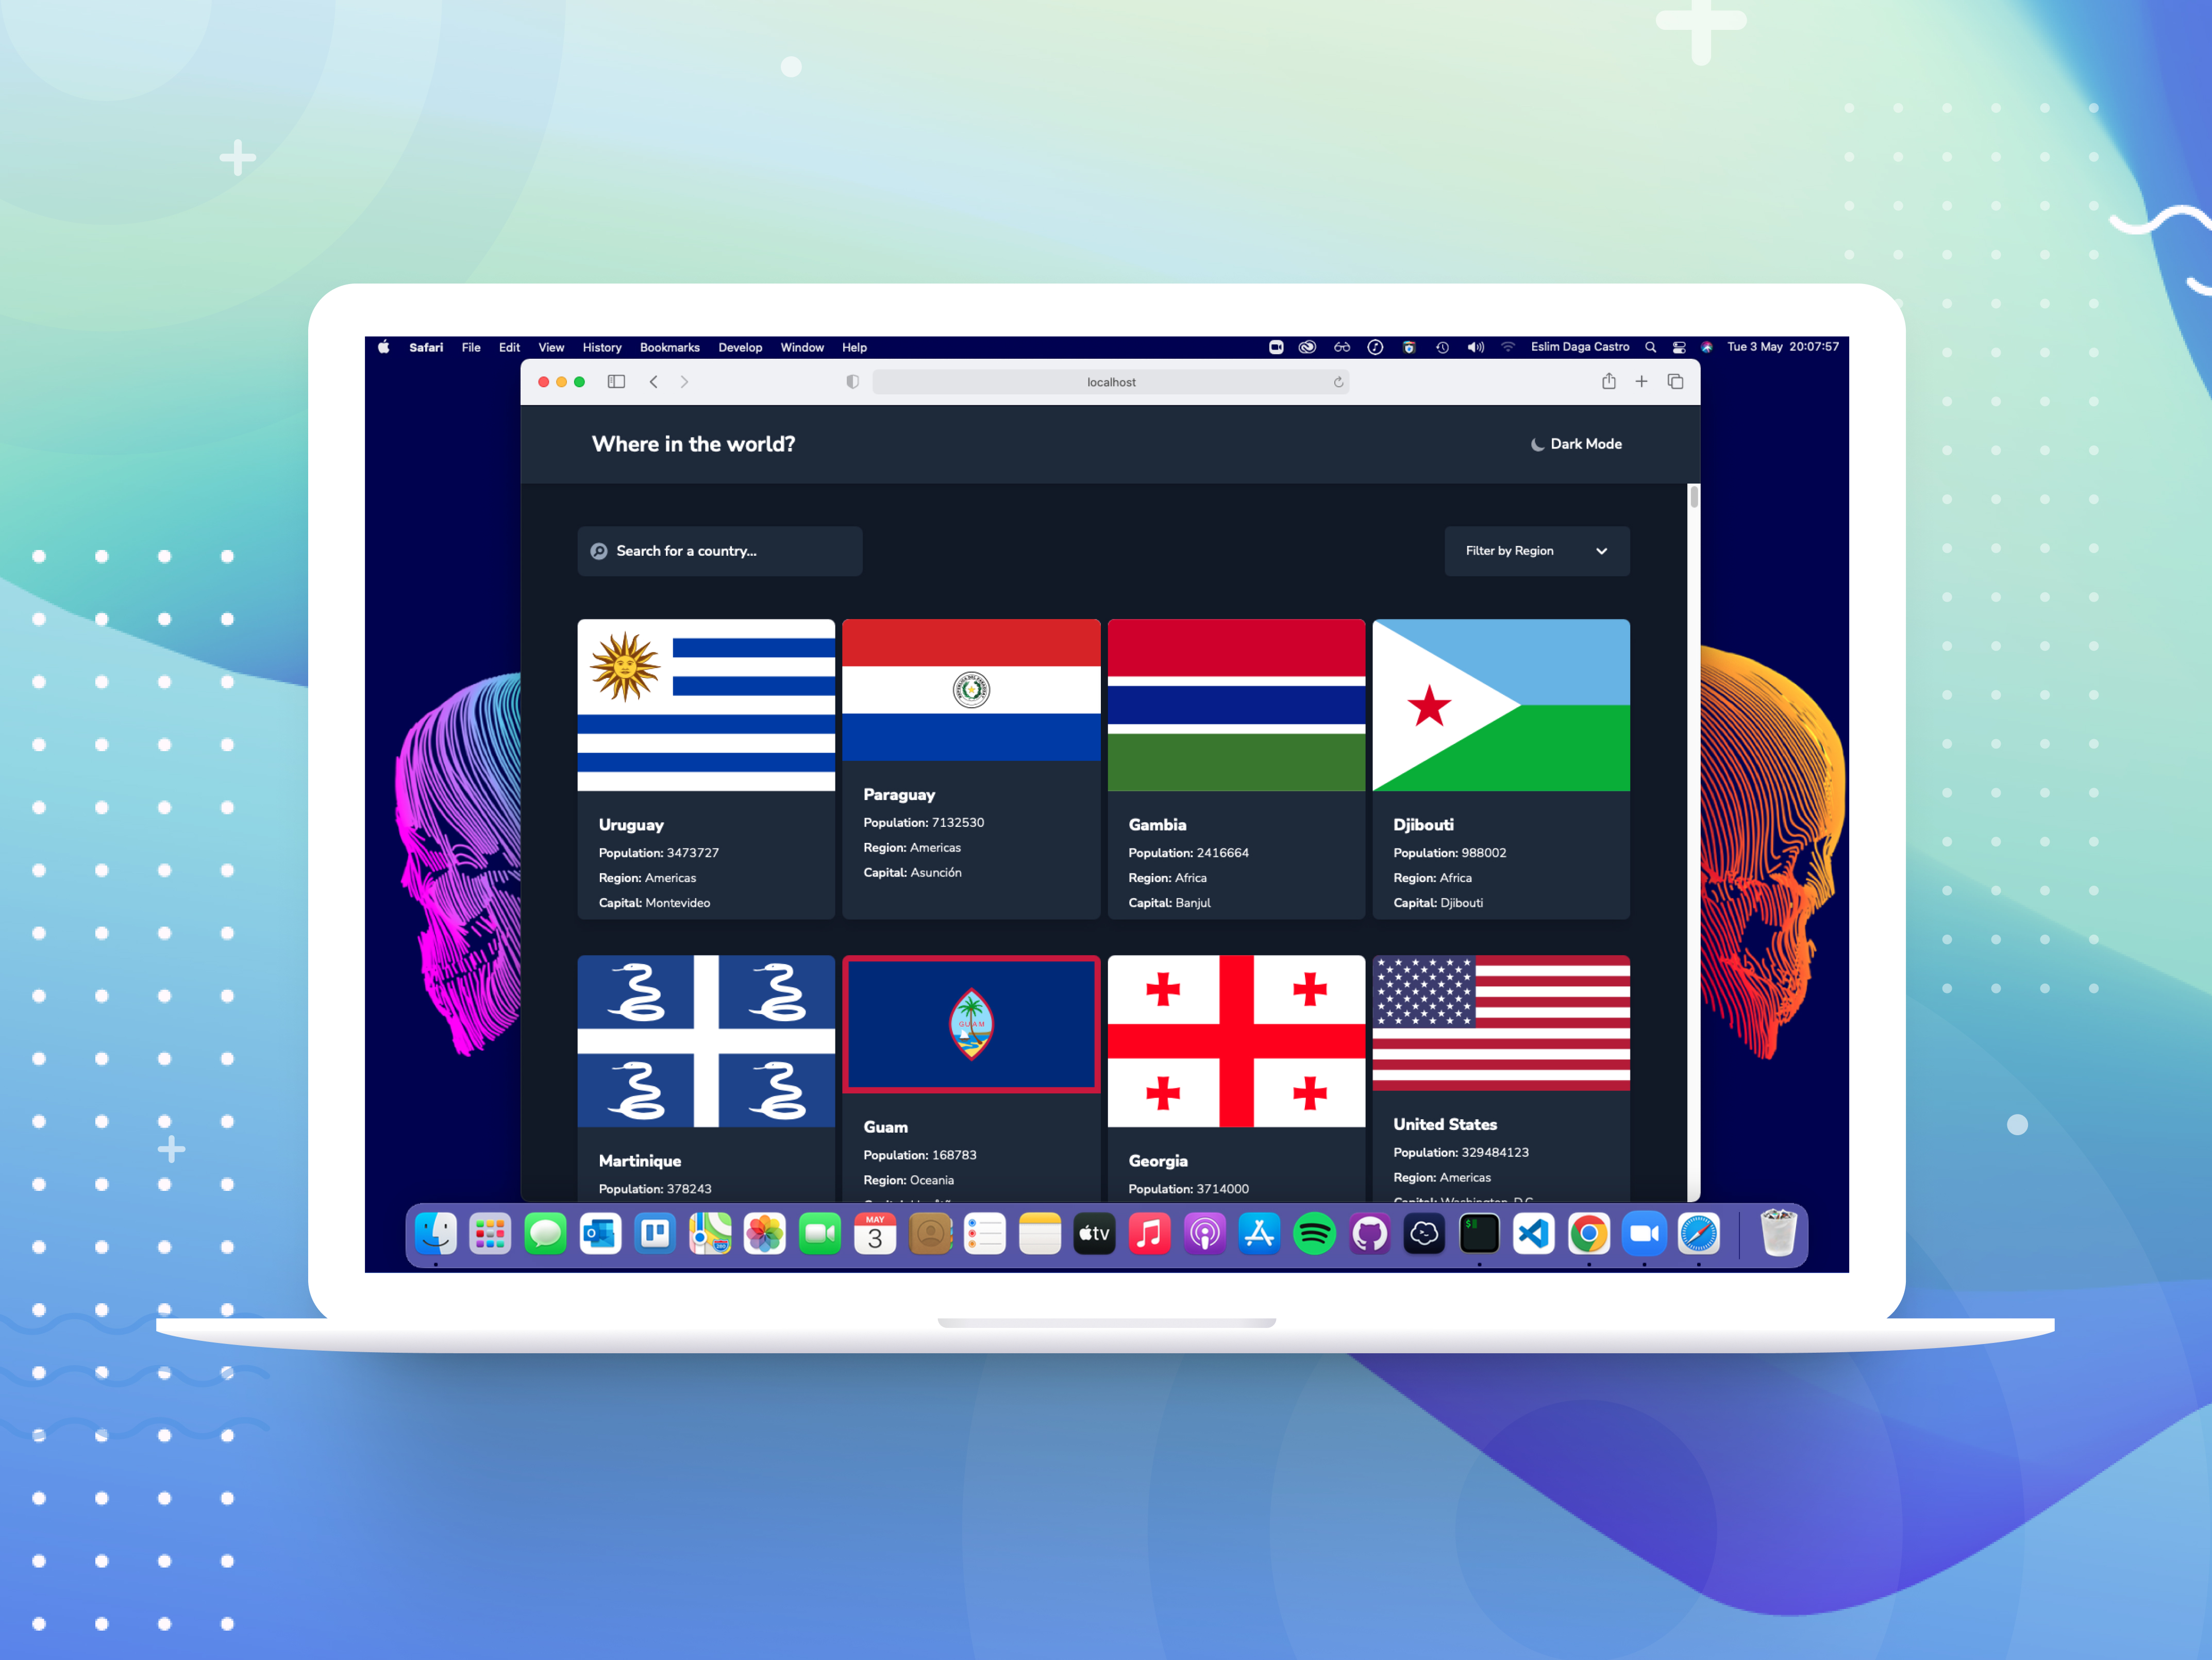 Safari File Edit View History Bookmarks Develop Window Help
Eslim Daga Castro Tue 3 May 20:07:57
localhost
Where in the world?
Dark Mode
Search for a country...
Filter by Region
Uruguay
Population: 3473727
Region: Americas
Capital: Montevideo
Paraguay
Population: 7132530
Region: Americas
Capital: Asunción
Gambia
Population: 2416664
Region: Africa
Capital: Banjul
Djibouti
Population: 988002
Region: Africa
Capital: Djibouti
Martinique
Population: 378243
GUAM
Guam
Population: 168783
Region: Oceania
Georgia
Population: 3714000
United States
Population: 329484123
Region: Americas
Capital: Washington, D.C.
MAY
3
tv